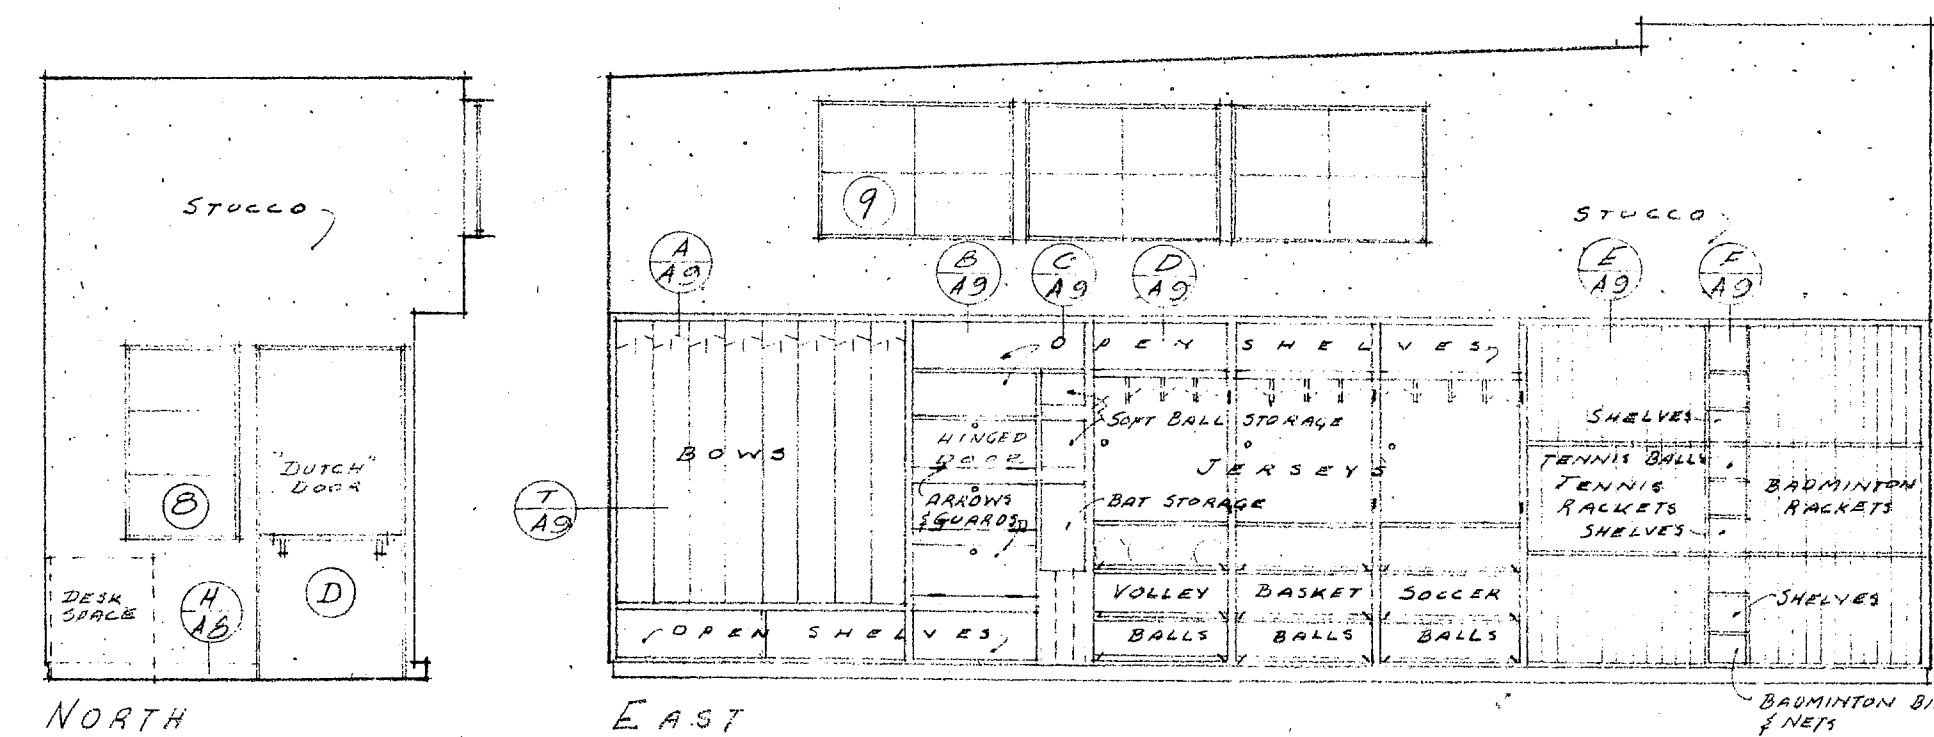 STUCCO
8
"DUTCH"
DOOR
DESK
SPACE
H
A8
D
NORTH
9
STUCCO
A
A9
B
A9
C
A9
D
A9
E
A9
F
A9
T
A9
OPEN SHELVES
BOWS
HINGED
DOOR
ARROWS
& GUARDS
SOFT BALL STORAGE
JERSEYS
BAT STORAGE
SHELVES
TENNIS BALLS
TENNIS
RACKETS
SHELVES
BADMINTON
RACKETS
VOLLEY
BALLS
BASKET
BALLS
SOCCER
BALLS
SHELVES
OPEN SHELVES
BADMINTON BI
& NETS
EAST